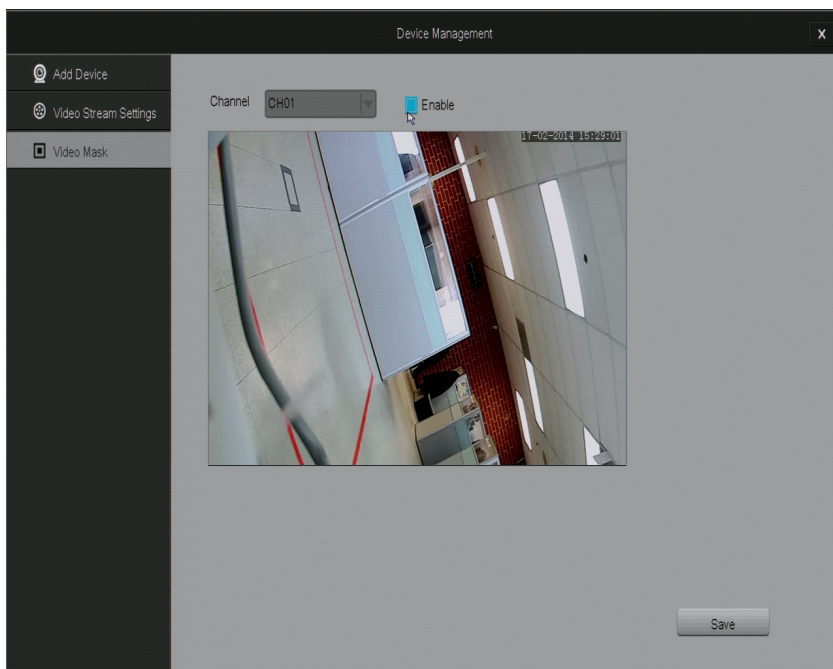 Device Management
X
Add Device
Video Stream Settings
Video Mask
Channel
CH01
Enable
17-02-2014 15:29:01
Save